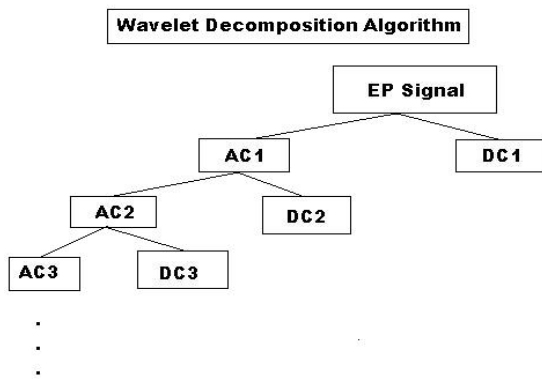 Wavelet Decomposition Algorithm
EP Signal
AC1
DC1
AC2
DC2
AC3
DC3